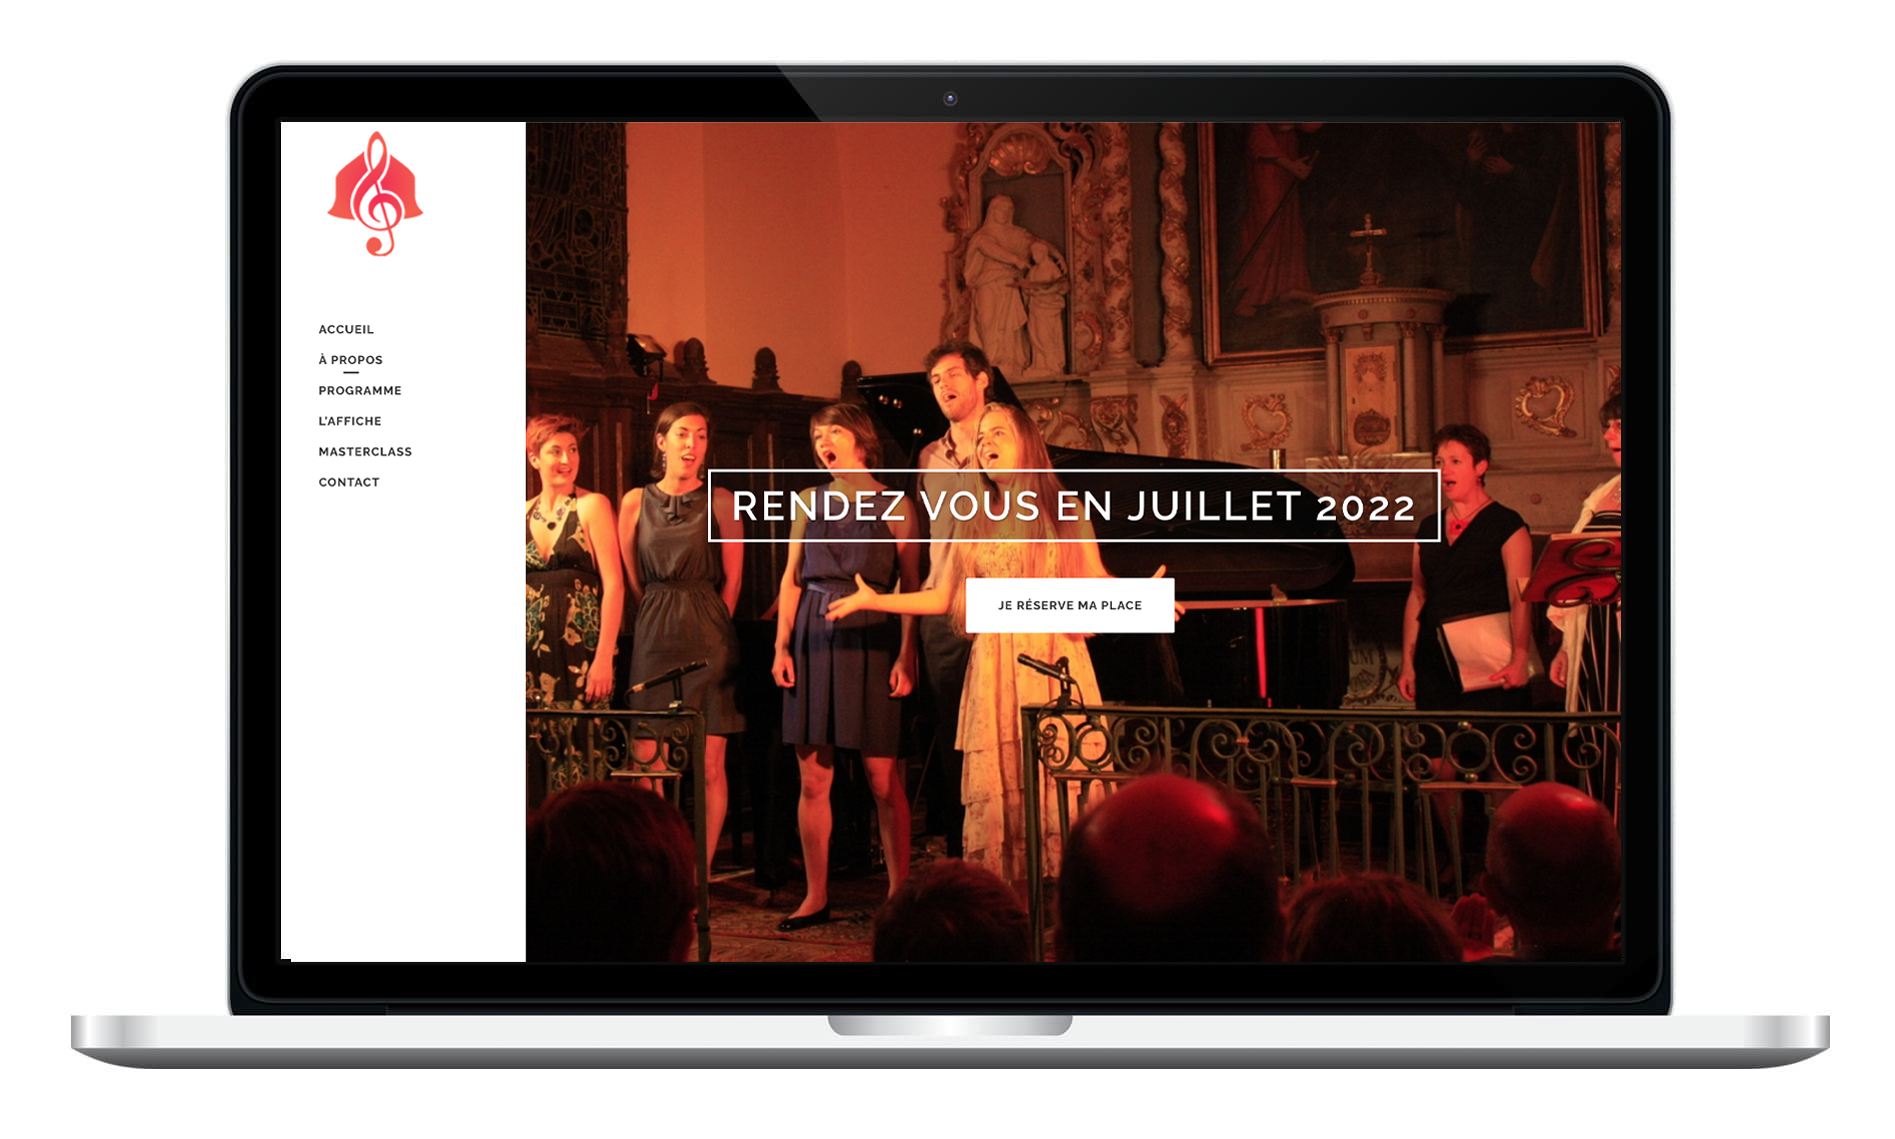 ACCUEIL
À PROPOS
PROGRAMME
L'AFFICHE
MASTERCLASS
CONTACT
RENDEZ VOUS EN JUILLET 2022
JE RÉSERVE MA PLACE